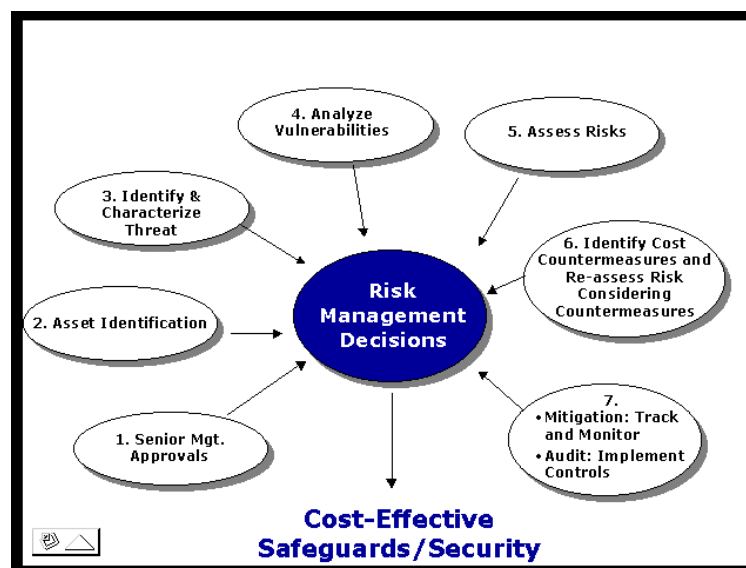 4. Analyze
Vulnerabilities
5. Assess Risks
3. Identify &
Characterize
Threat
6. Identify Cost
Countermeasures and
Re-assess Risk
Considering
Countermeasures
Risk
Management
Decisions
2. Asset Identification
7.
• Mitigation: Track
and Monitor
• Audit: Implement
Controls
1. Senior Mgt.
Approvals
Cost-Effective
Safeguards/Security